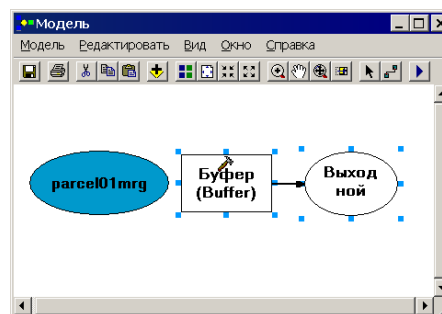 Модель
Модель Редактировать Вид Окно Справка
parcel01mrg
Буфер
(Buffer)
Выход
ной